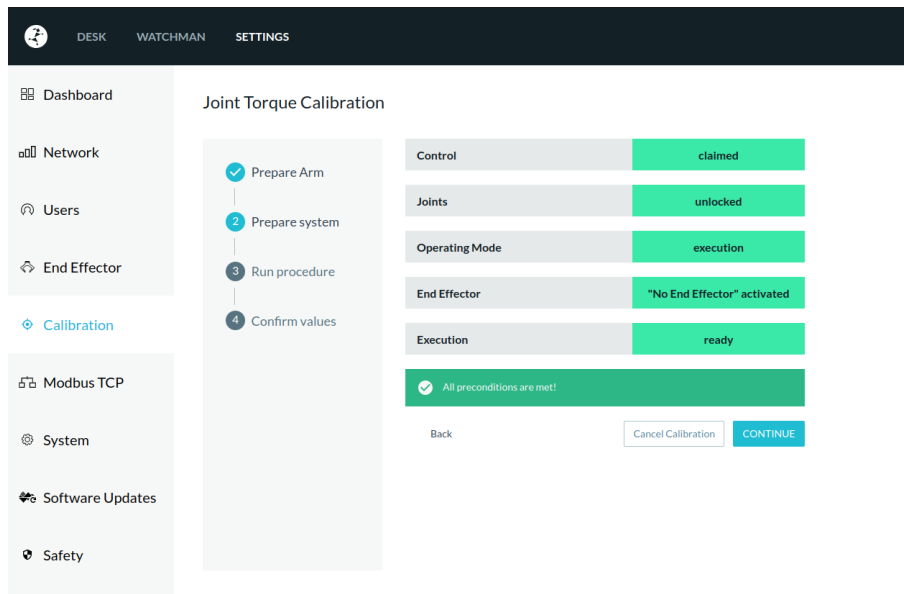 DESK WATCHMAN SETTINGS
Dashboard
Network
Users
End Effector
Calibration
Modbus TCP
System
Software Updates
Safety
Joint Torque Calibration
Prepare Arm
2 Prepare system
3 Run procedure
4 Confirm values
Control claimed
Joints unlocked
Operating Mode execution
End Effector "No End Effector" activated
Execution ready
All preconditions are met!
Back Cancel Calibration CONTINUE